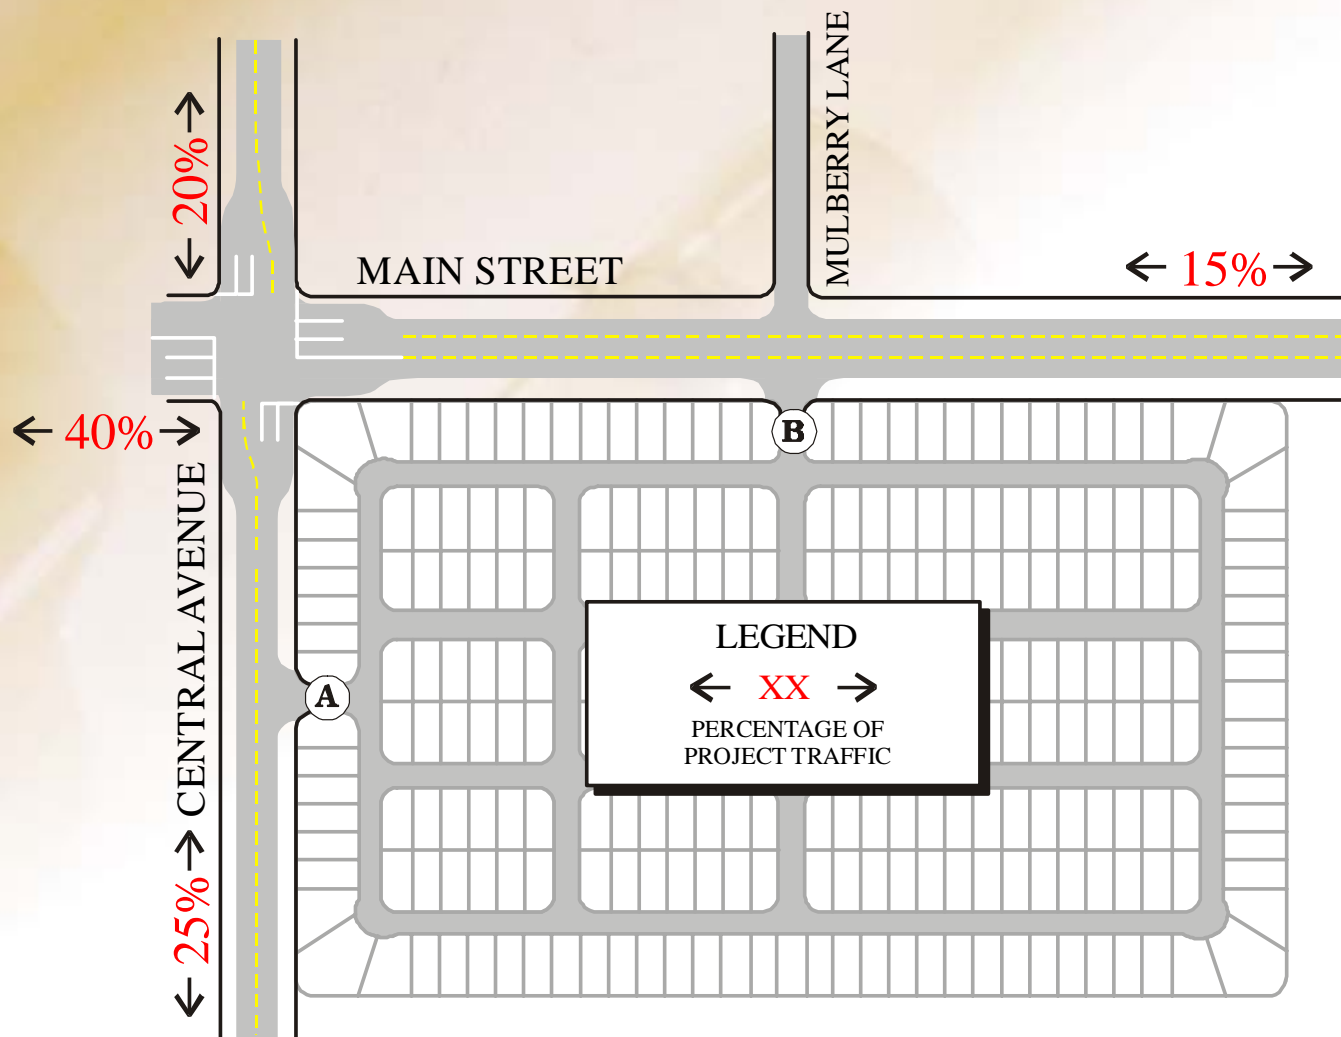 MULBERRY LANE
20%
MAIN STREET
15%
40%
B
CENTRAL AVENUE
LEGEND
XX
PERCENTAGE OF
PROJECT TRAFFIC
A
25%